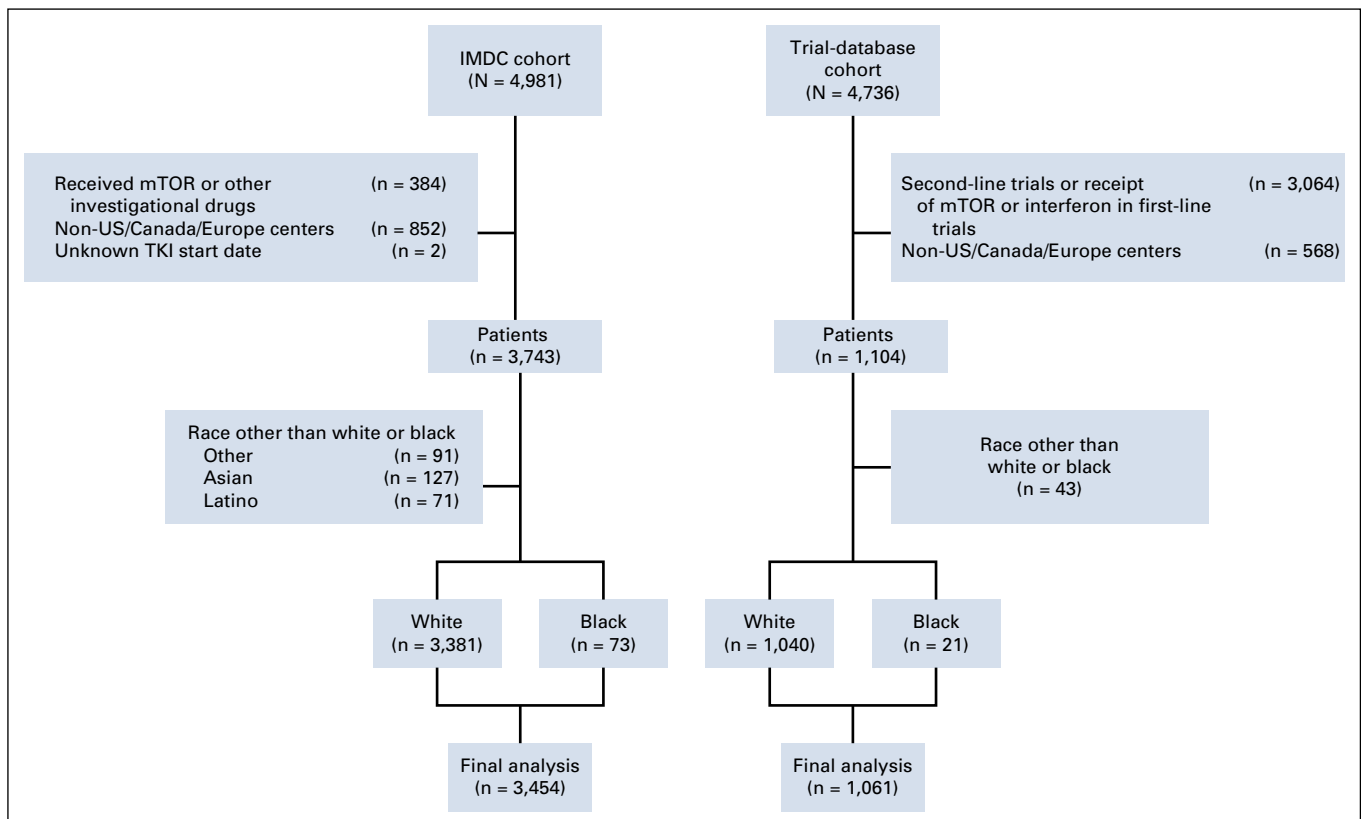 IMDC cohort
(N = 4,981)
Trial-database
cohort
(N = 4,736)
Received mTOR or other (n = 384)
investigational drugs
Non-US/Canada/Europe centers (n = 852)
Unknown TKI start date (n = 2)
Second-line trials or receipt (n = 3,064)
of mTOR or interferon in first-line
trials
Non-US/Canada/Europe centers (n = 568)
Patients
(n = 3,743)
Patients
(n = 1,104)
Race other than white or black
Other (n = 91)
Asian (n = 127)
Latino (n = 71)
Race other than
white or black
(n = 43)
White
(n = 3,381)
Black
(n = 73)
White
(n = 1,040)
Black
(n = 21)
Final analysis
(n = 3,454)
Final analysis
(n = 1,061)